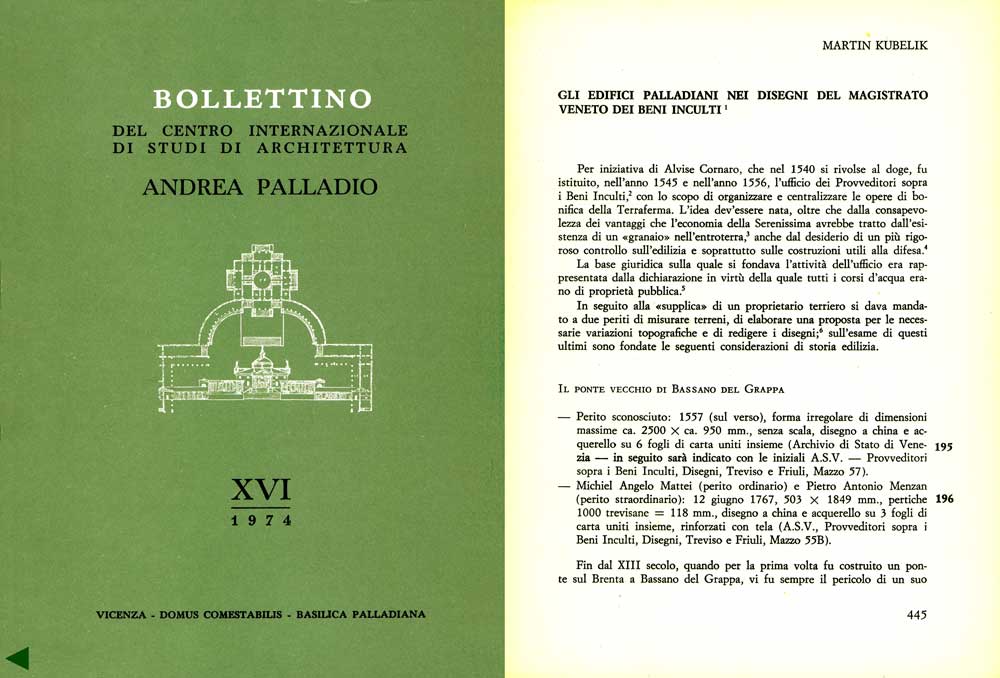 BOLLETTINO
DEL CENTRO INTERNAZIONALE
DI STUDI DI ARCHITETTURA
ANDREA PALLADIO
XVI
1974
VICENZA - DOMUS COMESTABILIS - BASILICA PALLADIANA
MARTIN KUBELIK
GLI EDIFICI PALLADIANI NEI DISEGNI DEL MAGISTRATO
VENETO DEI BENI INCULTI ¹
Per iniziativa di Alvise Cornaro, che nel 1540 si rivolse al doge, fu
istituito, nell'anno 1545 e nell'anno 1556, l'ufficio dei Provveditori sopra
i Beni Inculti,² con lo scopo di organizzare e centralizzare le opere di bo-
nifica della Terraferma. L'idea dev'essere nata, oltre che dalla consapevo-
lezza dei vantaggi che l'economia della Serenissima avrebbe tratto dall'esi-
stenza di un «granaio» nell'entroterra,³ anche dal desiderio di un più rigo-
roso controllo sull'edilizia e soprattutto sulle costruzioni utili alla difesa.⁴
La base giuridica sulla quale si fondava l'attività dell'ufficio era rap-
presentata dalla dichiarazione in virtù della quale tutti i corsi d'acqua era-
no di proprietà pubblica.⁵
In seguito alla «supplica» di un proprietario terriero si dava manda-
to a due periti di misurare terreni, di elaborare una proposta per le neces-
sarie variazioni topografiche e di redigere i disegni;⁶ sull'esame di questi
ultimi sono fondate le seguenti considerazioni di storia edilizia.
IL PONTE VECCHIO DI BASSANO DEL GRAPPA
— Perito sconosciuto: 1557 (sul verso), forma irregolare di dimensioni
massime ca. 2500 × ca. 950 mm., senza scala, disegno a china e ac-
querello su 6 fogli di carta uniti insieme (Archivio di Stato di Vene- 195
zia — in seguito sarà indicato con le iniziali A.S.V. — Provveditori
sopra i Beni Inculti, Disegni, Treviso e Friuli, Mazzo 57).
— Michiel Angelo Mattei (perito ordinario) e Pietro Antonio Menzan
(perito straordinario): 12 giugno 1767, 503 × 1849 mm., pertiche 196
1000 trevisane = 118 mm., disegno a china e acquerello su 3 fogli di
carta uniti insieme, rinforzati con tela (A.S.V., Provveditori sopra i
Beni Inculti, Disegni, Treviso e Friuli, Mazzo 55B).
Fin dal XIII secolo, quando per la prima volta fu costruito un pon-
te sul Brenta a Bassano del Grappa, vi fu sempre il pericolo di un suo
445